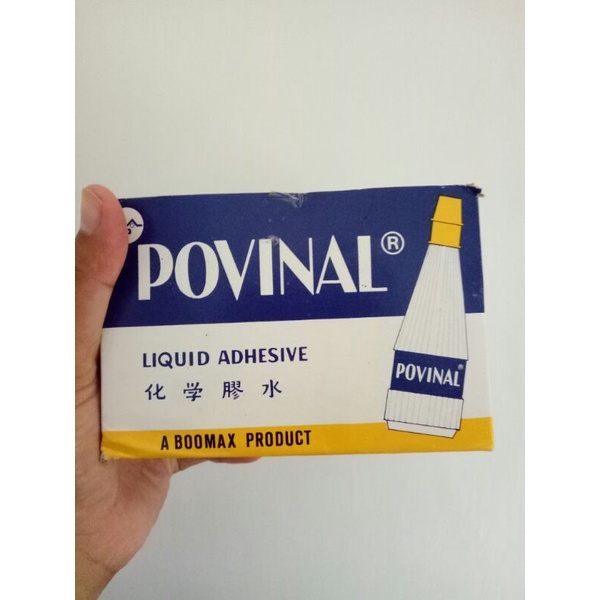 POVINAL®
LIQUID ADHESIVE
化学膠水
A BOOMAX PRODUCT
POVINAL®